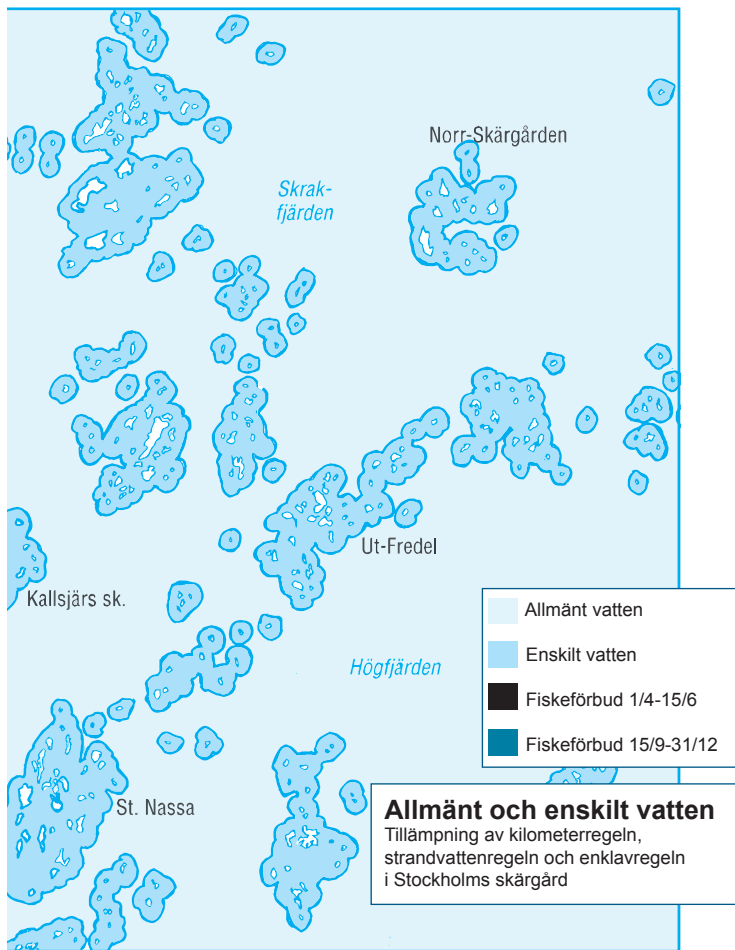 Norr-Skärgården
Skrak-
fjärden
Ut-Fredel
Kallsjärs sk.
Högfjärden
St. Nassa
Allmänt vatten
Enskilt vatten
Fiskeförbud 1/4-15/6
Fiskeförbud 15/9-31/12
Allmänt och enskilt vatten
Tillämpning av kilometerregeln,
strandvattenregeln och enklavregeln
i Stockholms skärgård